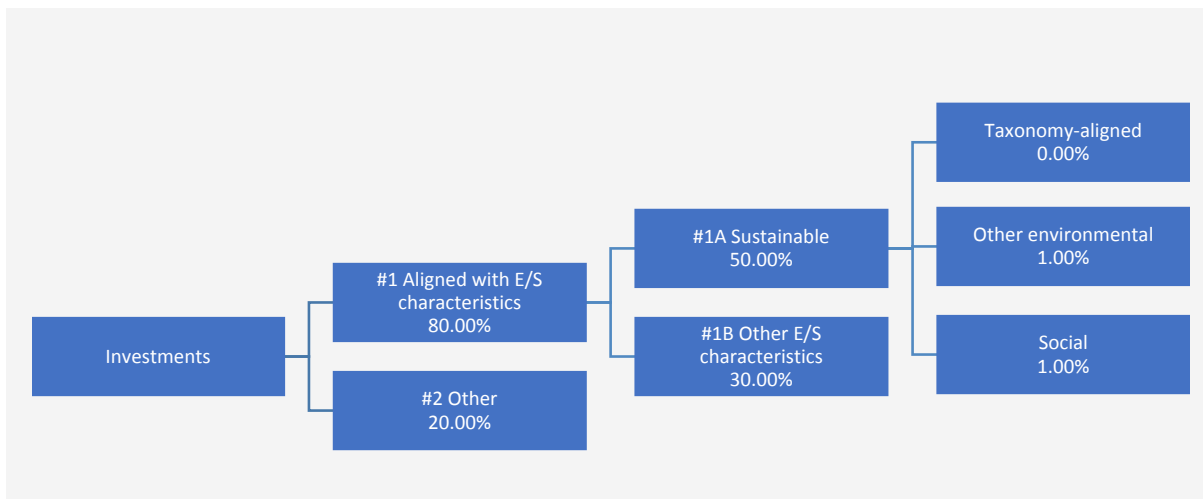 Investments
#1 Aligned with E/S
characteristics
80.00%
#2 Other
20.00%
#1A Sustainable
50.00%
#1B Other E/S
characteristics
30.00%
Taxonomy-aligned
0.00%
Other environmental
1.00%
Social
1.00%